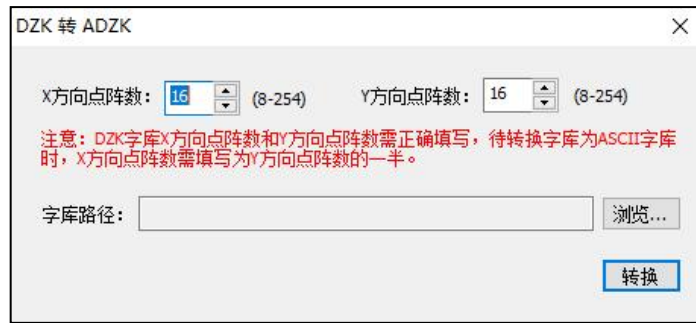 DZK 转 ADZK
X方向点阵数： 16 (8-254) Y方向点阵数： 16 (8-254)
注意：DZK字库X方向点阵数和Y方向点阵数需正确填写，待转换字库为ASCII字库
时，X方向点阵数需填写为Y方向点阵数的一半。
字库路径： 浏览...
转换